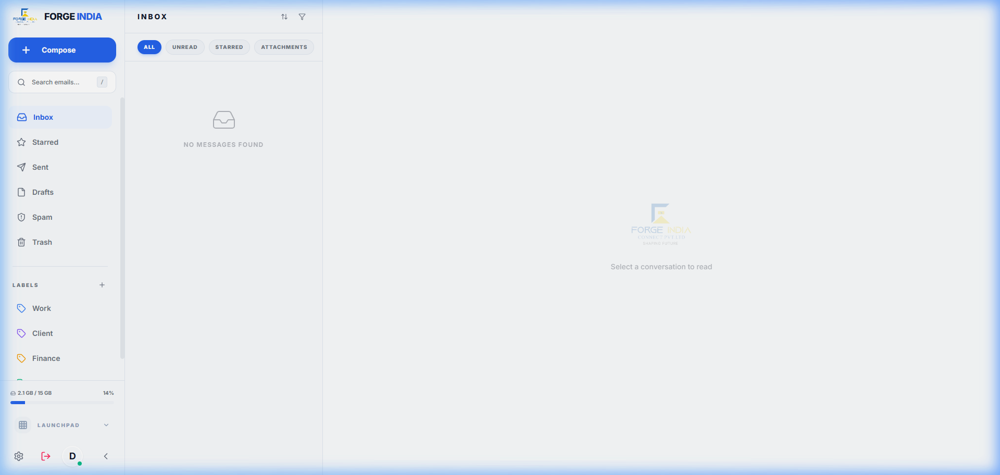 FORGE INDIA
FORGE INDIA
INBOX
Compose
ALL
UNREAD
STARRED
ATTACHMENTS
Search emails...
/
Inbox
Starred
Sent
Drafts
Spam
Trash
NO MESSAGES FOUND
FORGE INDIA
CONNECT PVT LTD
SHAPING FUTURE
Select a conversation to read
LABELS
Work
Client
Finance
2.1 GB / 15 GB
14%
LAUNCHPAD
D